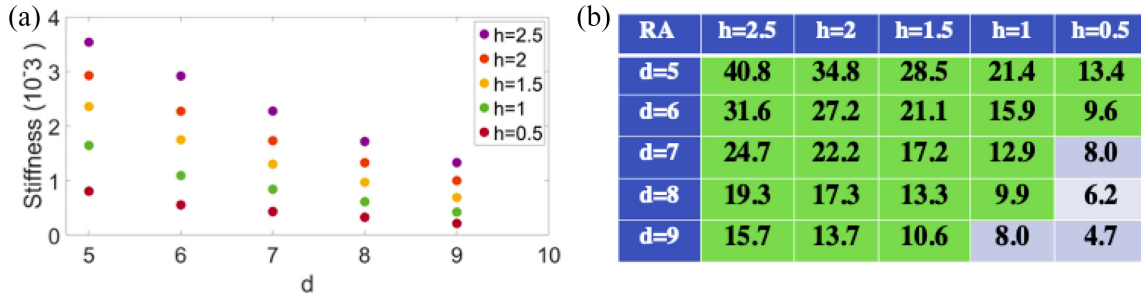 (a)
Stiffness (10⁻3)
4
3
2
1
0
5 6 7 8 9 10
d
h=2.5
h=2
h=1.5
h=1
h=0.5
(b)
RA h=2.5 h=2 h=1.5 h=1 h=0.5
d=5 40.8 34.8 28.5 21.4 13.4
d=6 31.6 27.2 21.1 15.9 9.6
d=7 24.7 22.2 17.2 12.9 8.0
d=8 19.3 17.3 13.3 9.9 6.2
d=9 15.7 13.7 10.6 8.0 4.7